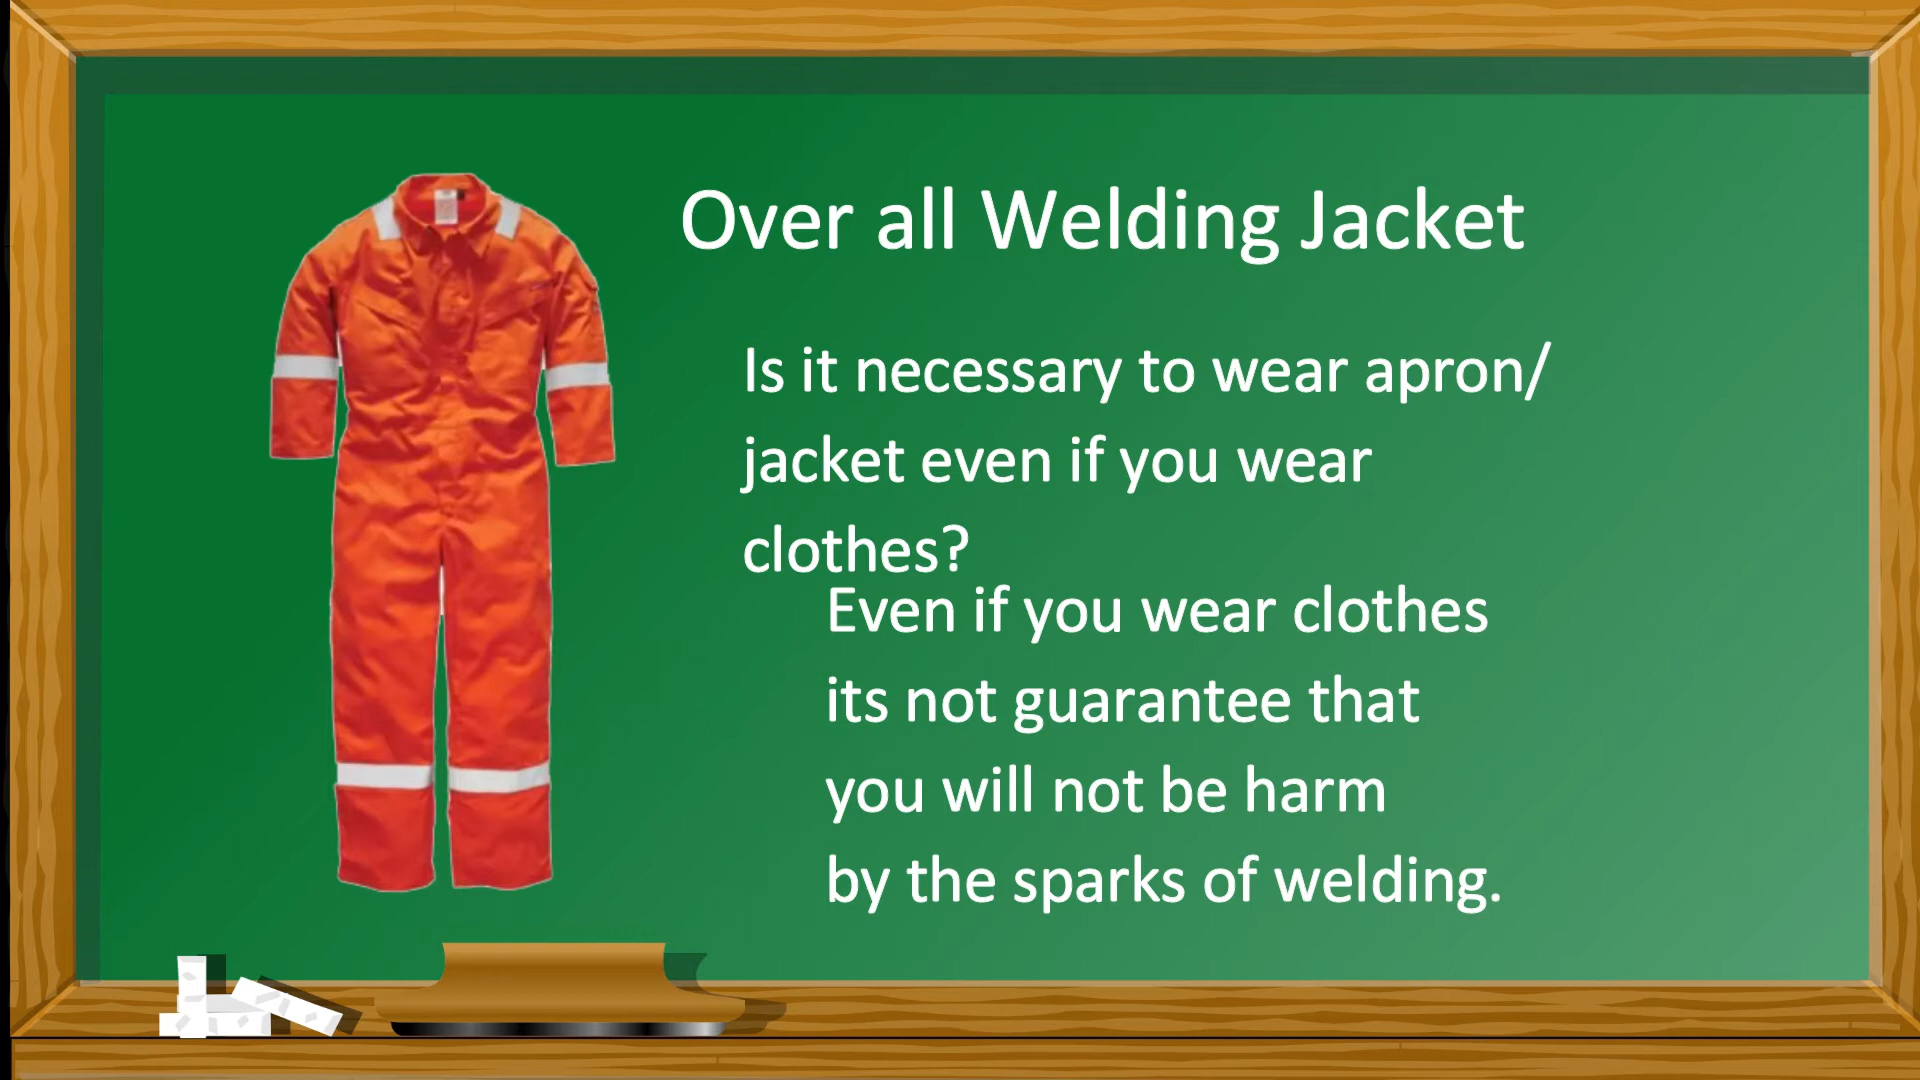 Over all Welding Jacket
Is it necessary to wear apron/
jacket even if you wear
clothes?
Even if you wear clothes
its not guarantee that
you will not be harm
by the sparks of welding.